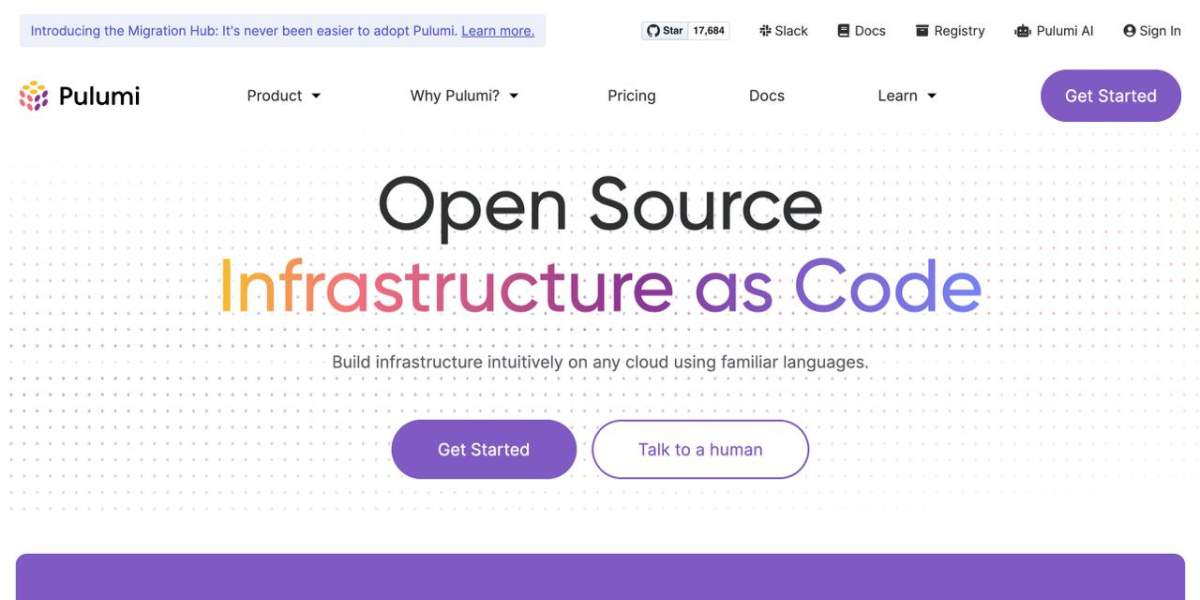 Introducing the Migration Hub: It's never been easier to adopt Pulumi. Learn more.
Star 17,684
Slack
Docs
Registry
Pulumi AI
Sign In
Pulumi
Product
Why Pulumi?
Pricing
Docs
Learn
Get Started
Open Source
Infrastructure as Code
Build infrastructure intuitively on any cloud using familiar languages.
Get Started
Talk to a human